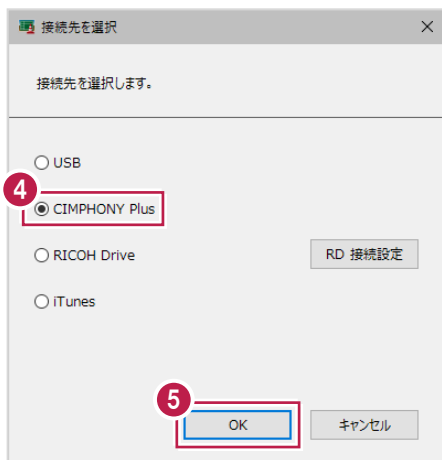 接続先を選択
接続先を選択します。
USB
4
CIMPHONY Plus
RICOH Drive
RD 接続設定
iTunes
5
OK
キャンセル